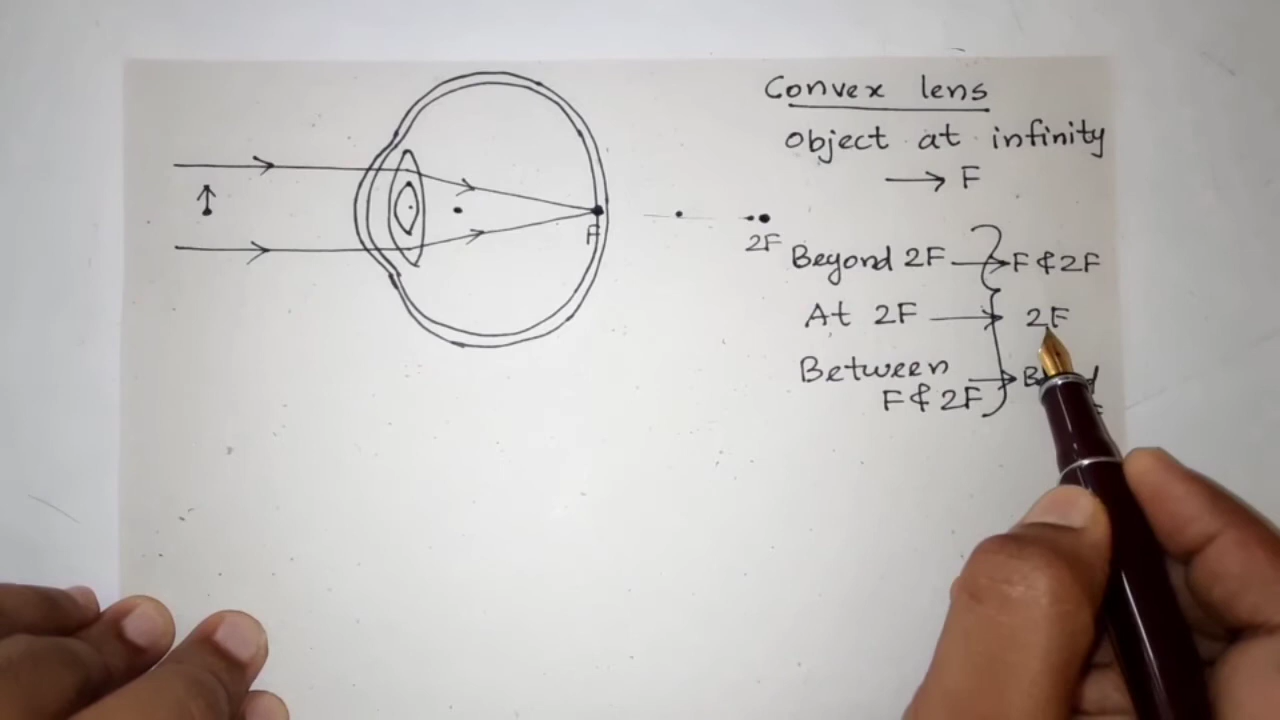 Convex lens
Object at infinity
→ F
F
2F
Beyond 2F → F & 2F
At 2F → 2F
Between →
F & 2F